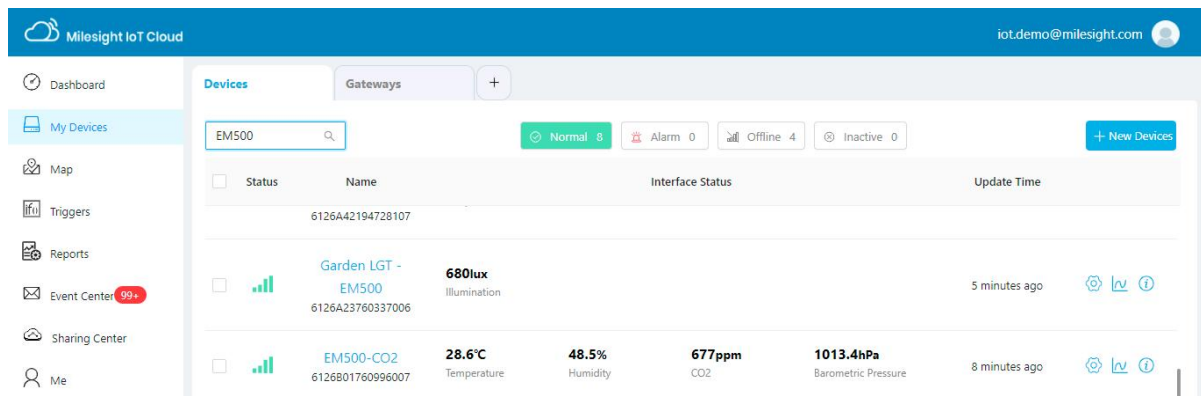 Milesight IoT Cloud
iot.demo@milesight.com
Dashboard
My Devices
Map
Triggers
Reports
Event Center 99+
Sharing Center
Me
Devices
Gateways
+
EM500
Normal 8
Alarm 0
Offline 4
Inactive 0
+ New Devices
Status
Name
Interface Status
Update Time
6126A42194728107
Garden LGT -
EM500
6126A23760337006
680lux
Illumination
5 minutes ago
EM500-CO2
6126B01760996007
28.6℃
Temperature
48.5%
Humidity
677ppm
CO2
1013.4hPa
Barometric Pressure
8 minutes ago